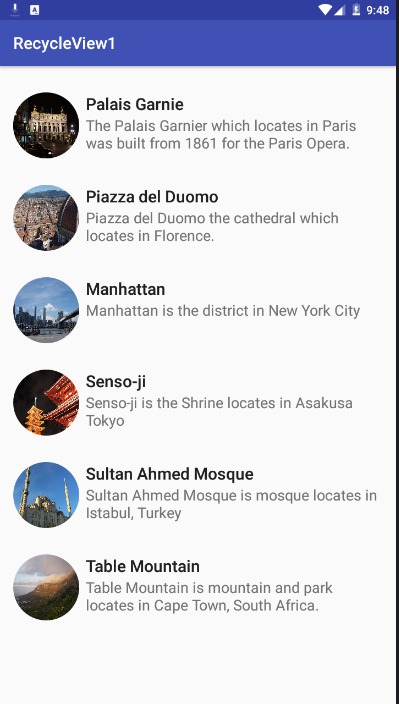 9:48
RecycleView1
Palais Garnie
The Palais Garnier which locates in Paris
was built from 1861 for the Paris Opera.
Piazza del Duomo
Piazza del Duomo the cathedral which
locates in Florence.
Manhattan
Manhattan is the district in New York City
Senso-ji
Senso-ji is the Shrine locates in Asakusa
Tokyo
Sultan Ahmed Mosque
Sultan Ahmed Mosque is mosque locates in
Istabul, Turkey
Table Mountain
Table Mountain is mountain and park
locates in Cape Town, South Africa.